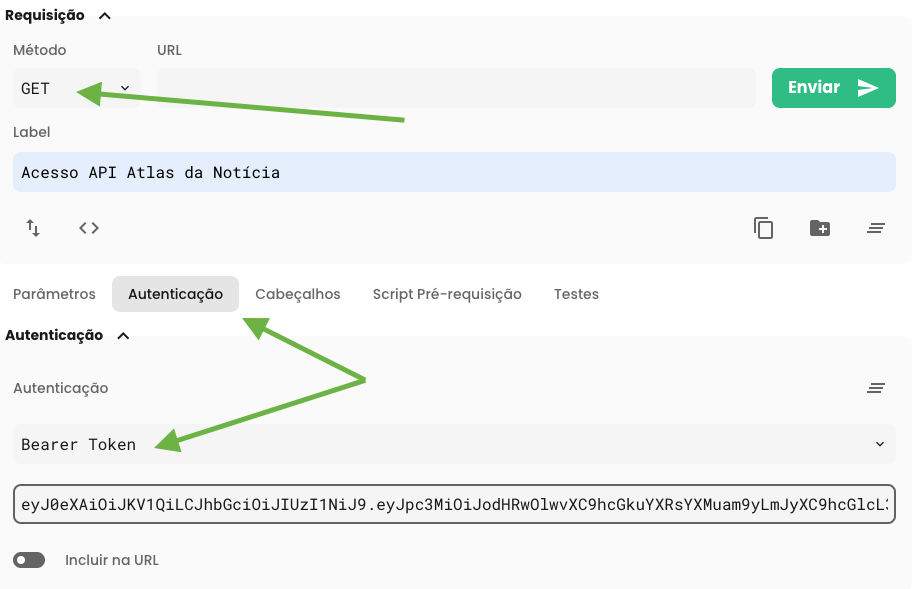 Requisição
Método URL
GET Enviar
Label
Acesso API Atlas da Notícia
Parâmetros Autenticação Cabeçalhos Script Pré-requisição Testes
Autenticação
Autenticação
Bearer Token
eyJ0eXAiOiJKV1QiLCJhbGciOiJIUzI1NiJ9.eyJpc3MiOiJodHRwOlwvXC9hcGkuYXRsYXMuam9yLmJyXC9hcGlcL
Incluir na URL